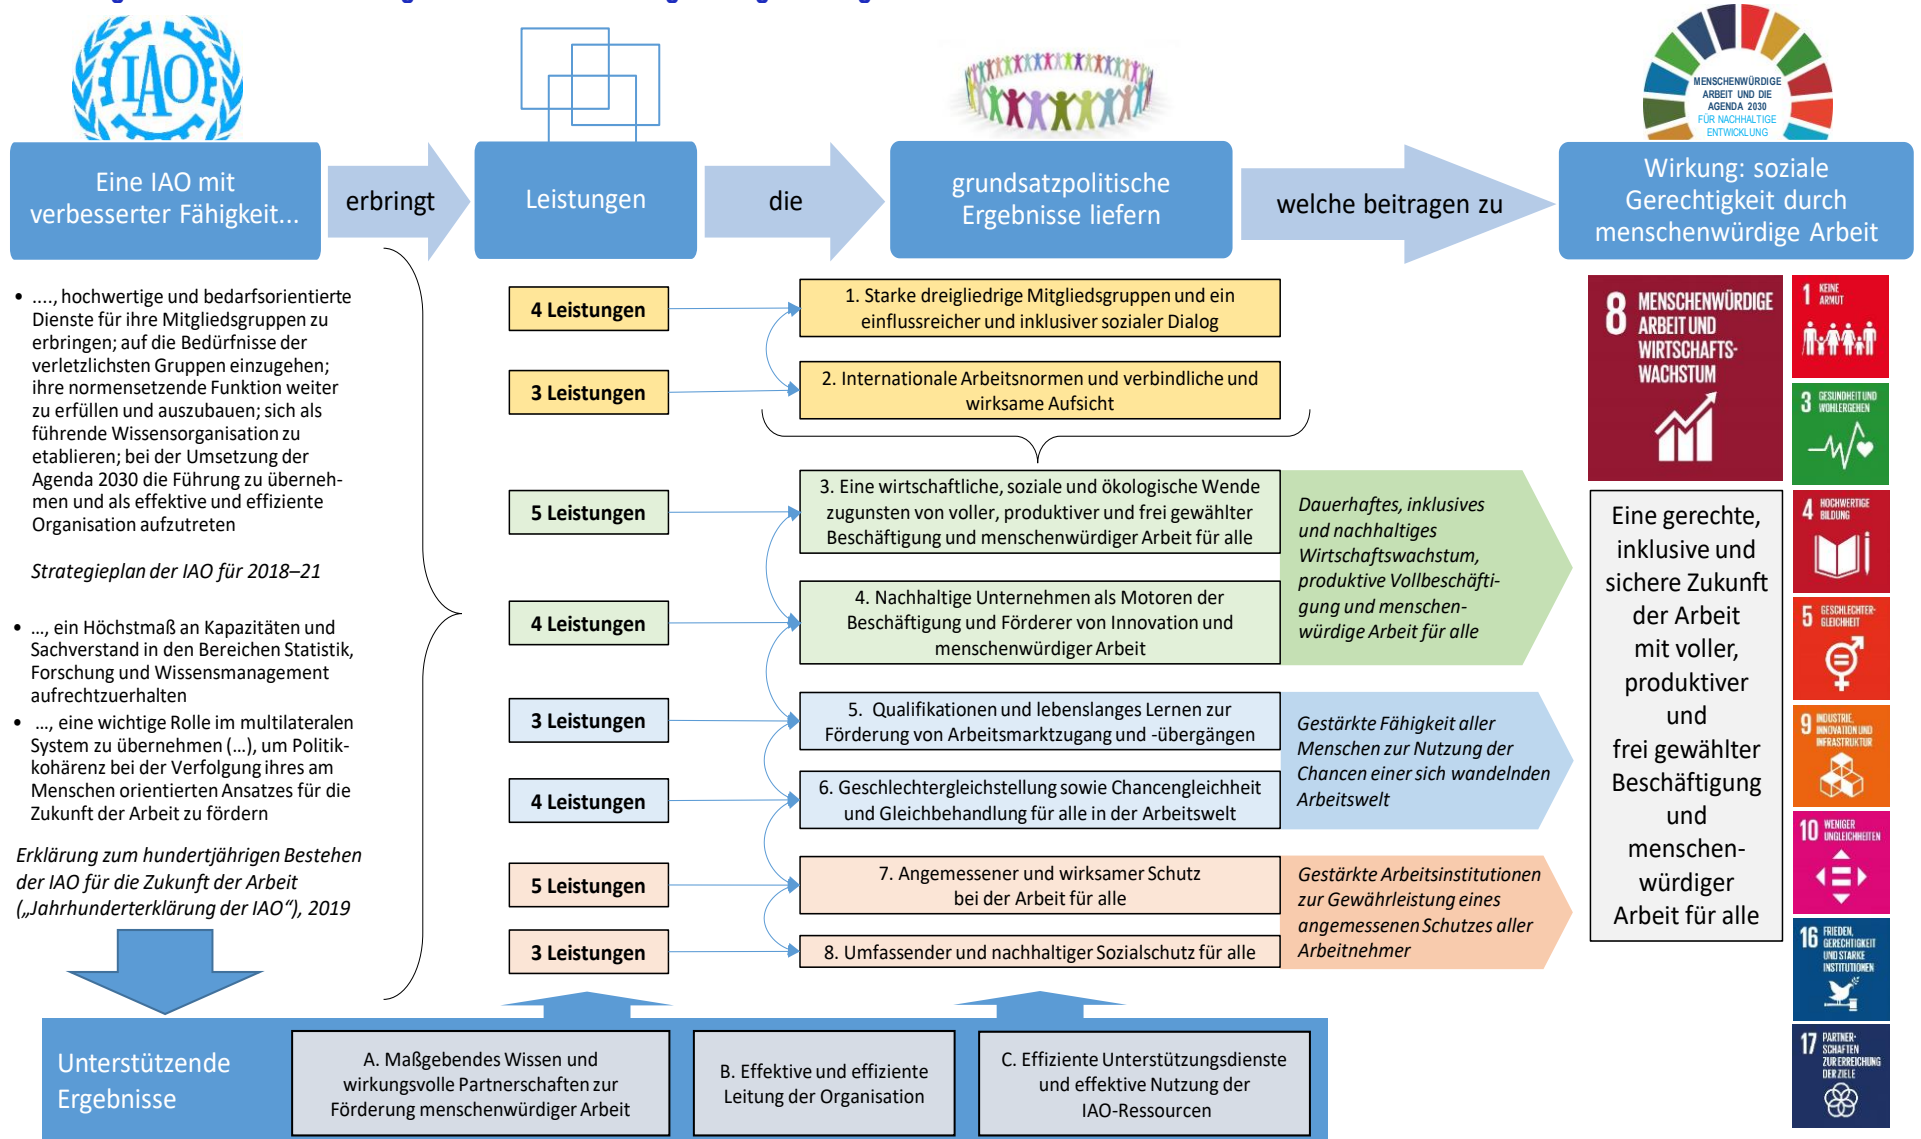 IAO
MENSCHENWÜRDIGE
ARBEIT UND DIE
AGENDA 2030
FÜR NACHHALTIGE
ENTWICKLUNG
Eine IAO mit
verbesserter Fähigkeit...
erbringt
Leistungen
die
grundsatzpolitische
Ergebnisse liefern
welche beitragen zu
Wirkung: soziale
Gerechtigkeit durch
menschenwürdige Arbeit
• ...., hochwertige und bedarfsorientierte
Dienste für ihre Mitgliedsgruppen zu
erbringen; auf die Bedürfnisse der
verletzlichsten Gruppen einzugehen;
ihre normensetzende Funktion weiter
zu erfüllen und auszubauen; sich als
führende Wissensorganisation zu
etablieren; bei der Umsetzung der
Agenda 2030 die Führung zu überneh-
men und als effektive und effiziente
Organisation aufzutreten
Strategieplan der IAO für 2018–21
• ..., ein Höchstmaß an Kapazitäten und
Sachverstand in den Bereichen Statistik,
Forschung und Wissensmanagement
aufrechtzuerhalten
• ..., eine wichtige Rolle im multilateralen
System zu übernehmen (...), um Politik-
kohärenz bei der Verfolgung ihres am
Menschen orientierten Ansatzes für die
Zukunft der Arbeit zu fördern
Erklärung zum hundertjährigen Bestehen
der IAO für die Zukunft der Arbeit
(„Jahrhunderterklärung der IAO“), 2019
4 Leistungen
1. Starke dreigliedrige Mitgliedsgruppen und ein
einflussreicher und inklusiver sozialer Dialog
3 Leistungen
2. Internationale Arbeitsnormen und verbindliche und
wirksame Aufsicht
5 Leistungen
3. Eine wirtschaftliche, soziale und ökologische Wende
zugunsten von voller, produktiver und frei gewählter
Beschäftigung und menschenwürdiger Arbeit für alle
4 Leistungen
4. Nachhaltige Unternehmen als Motoren der
Beschäftigung und Förderer von Innovation und
menschenwürdiger Arbeit
Dauerhaftes, inklusives
und nachhaltiges
Wirtschaftswachstum,
produktive Vollbeschäfti-
gung und menschen-
würdige Arbeit für alle
3 Leistungen
5. Qualifikationen und lebenslanges Lernen zur
Förderung von Arbeitsmarktzugang und -übergängen
4 Leistungen
6. Geschlechtergleichstellung sowie Chancengleichheit
und Gleichbehandlung für alle in der Arbeitswelt
Gestärkte Fähigkeit aller
Menschen zur Nutzung der
Chancen einer sich wandelnden
Arbeitswelt
5 Leistungen
7. Angemessener und wirksamer Schutz
bei der Arbeit für alle
3 Leistungen
8. Umfassender und nachhaltiger Sozialschutz für alle
Gestärkte Arbeitsinstitutionen
zur Gewährleistung eines
angemessenen Schutzes aller
Arbeitnehmer
8 MENSCHENWÜRDIGE
ARBEIT UND
WIRTSCHAFTS-
WACHSTUM
Eine gerechte,
inklusive und
sichere Zukunft
der Arbeit
mit voller,
produktiver
und
frei gewählter
Beschäftigung
und
menschen-
würdiger
Arbeit für alle
1 KEINE
ARMUT
3 GESUNDHEIT UND
WOHLERGEHEN
4 HOCHWERTIGE
BILDUNG
5 GESCHLECHTER-
GLEICHHEIT
9 INDUSTRIE,
INNOVATION UND
INFRASTRUKTUR
10 WENIGER
UNGLEICHHEITEN
16 FRIEDEN,
GERECHTIGKEIT
UND STARKE
INSTITUTIONEN
17 PARTNER-
SCHAFTEN
ZUR ERREICHUNG
DER ZIELE
Unterstützende
Ergebnisse
A. Maßgebendes Wissen und
wirkungsvolle Partnerschaften zur
Förderung menschenwürdiger Arbeit
B. Effektive und effiziente
Leitung der Organisation
C. Effiziente Unterstützungsdienste
und effektive Nutzung der
IAO-Ressourcen